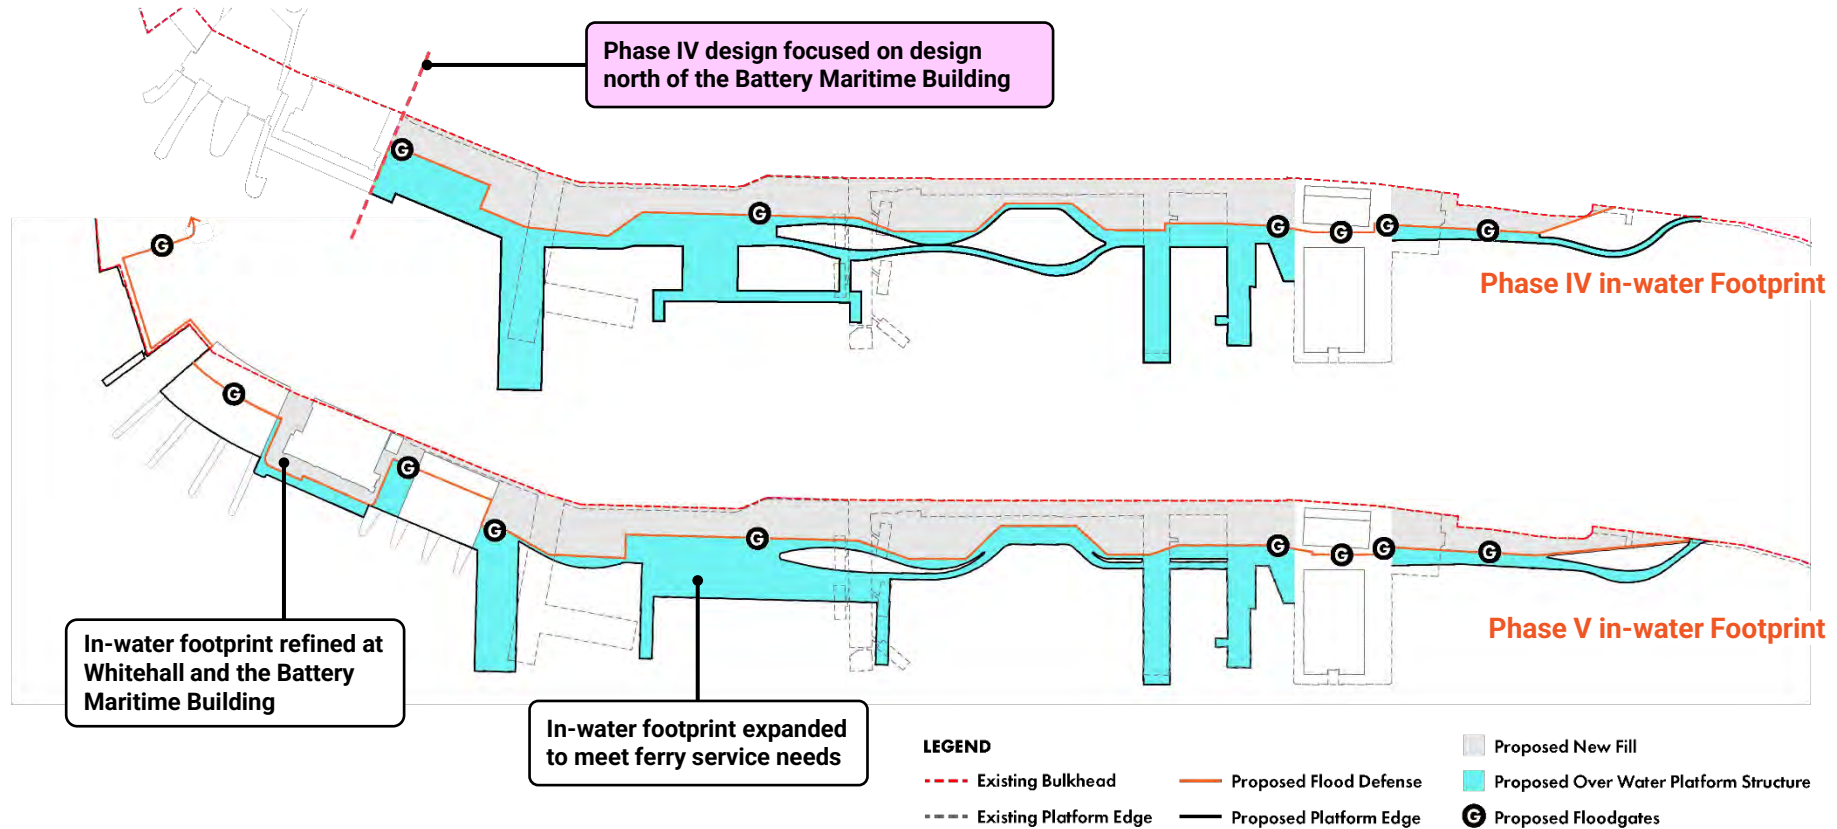 Phase IV design focused on design
north of the Battery Maritime Building
G
G
G
G
G
G
G
Phase IV in-water Footprint
G
G
G
G
G
G
G
G
Phase V in-water Footprint
In-water footprint refined at
Whitehall and the Battery
Maritime Building
In-water footprint expanded
to meet ferry service needs
LEGEND
Existing Bulkhead
Existing Platform Edge
Proposed Flood Defense
Proposed Platform Edge
Proposed New Fill
Proposed Over Water Platform Structure
G Proposed Floodgates